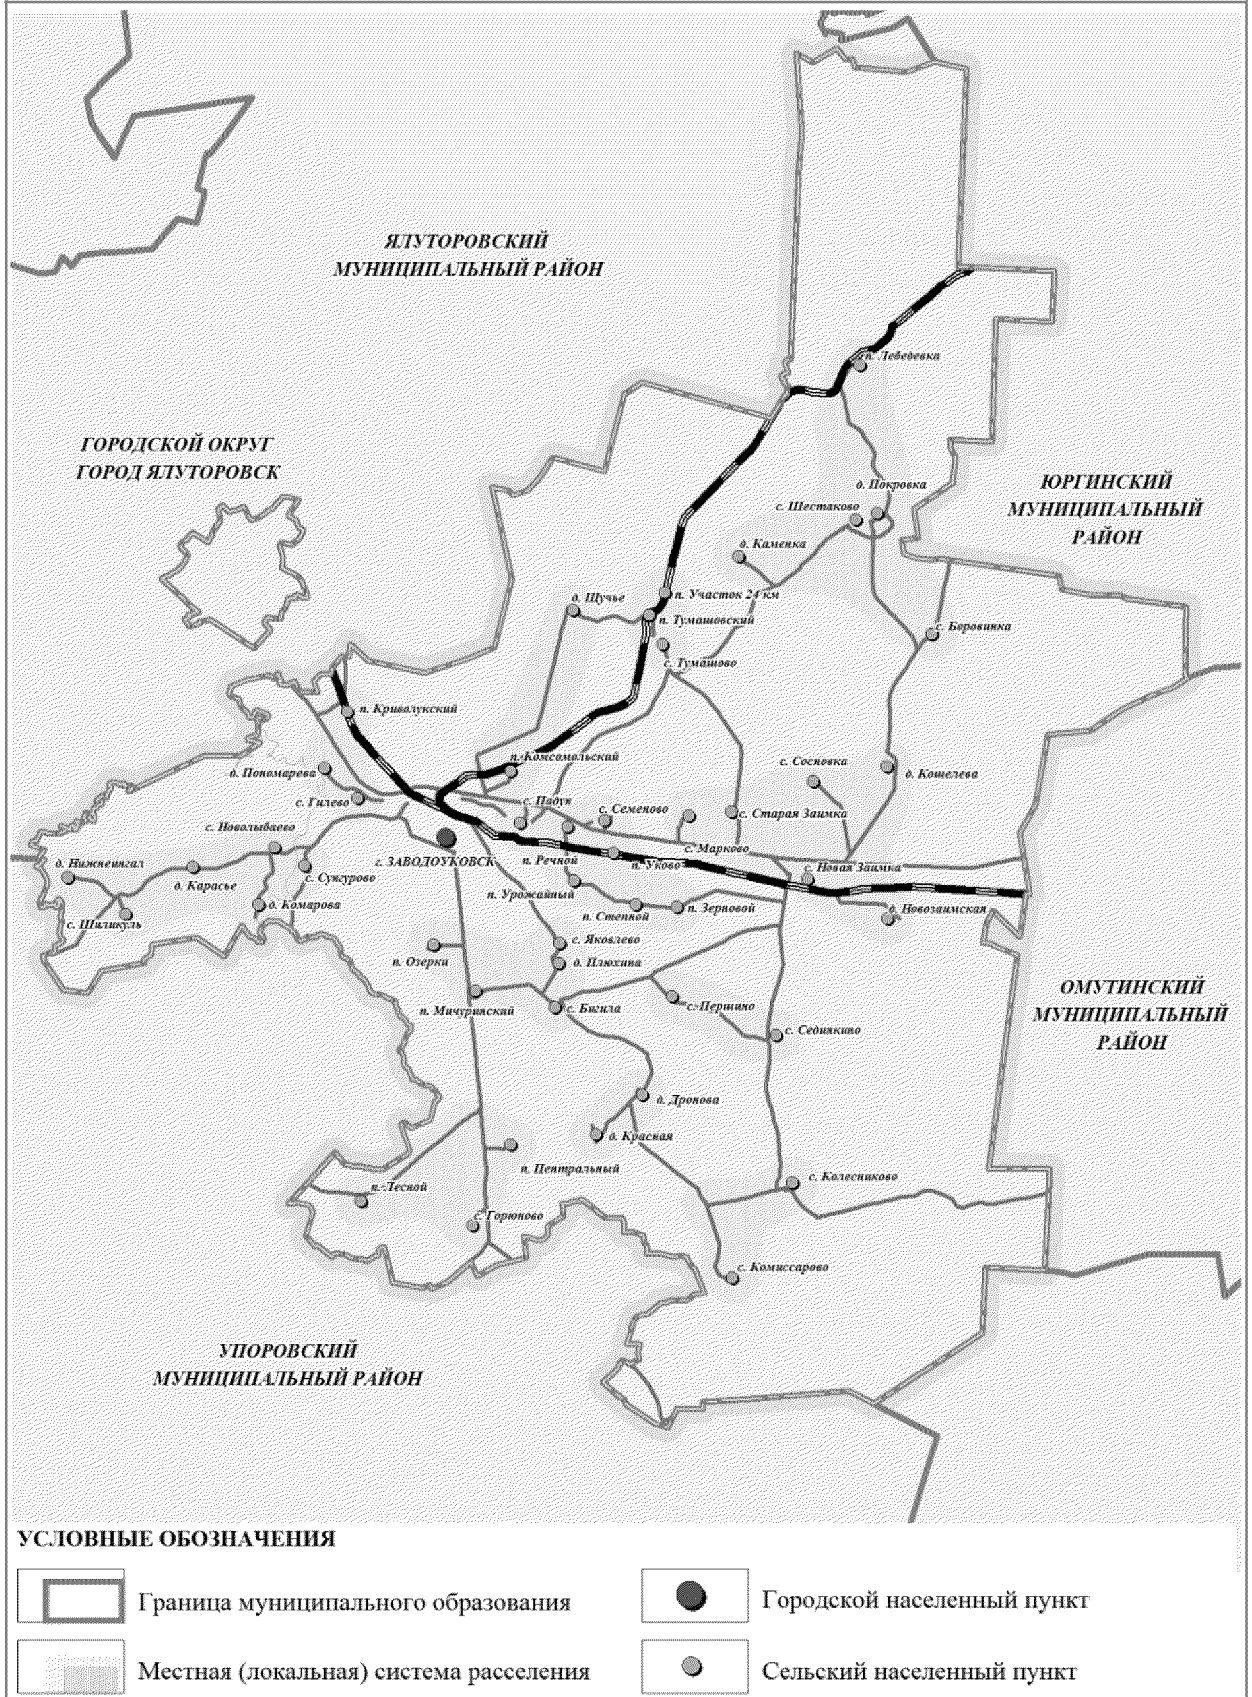 ЯЛУТОРОВСКИЙ
МУНИЦИПАЛЬНЫЙ РАЙОН
п. Лебедевка
ГОРОДСКОЙ ОКРУГ
ГОРОД ЯЛУТОРОВСК
ЮРГИНСКИЙ
МУНИЦИПАЛЬНЫЙ
РАЙОН
д. Покровка
с. Шестаково
д. Каменка
д. Щучье
п. Участок 24 км
п. Тумашовский
с. Боровинка
с. Тумашово
п. Криволукский
п. Комсомольский
с. Сосновка
д. Пономарева
д. Кошелева
с. Гилево
с. Падун
с. Семеново
с. Старая Заимка
с. Новолыбаево
с. Марково
д. Нижнеингал
г. ЗАВОДОУКОВСК
п. Речной
п. Уково
с. Новая Заимка
с. Сунгурово
д. Карасье
п. Урожайный
д. Комарова
п. Степной
п. Зерновой
д. Новозаимская
с. Шиликуль
с. Яковлево
п. Озерки
д. Плюхина
ОМУТИНСКИЙ
МУНИЦИПАЛЬНЫЙ
РАЙОН
п. Мичуринский
с. Бигила
с. Першино
с. Сединкино
д. Дронова
д. Красная
п. Центральный
с. Колесниково
п. Лесной
с. Горюново
с. Комиссарово
УПОРОВСКИЙ
МУНИЦИПАЛЬНЫЙ РАЙОН
УСЛОВНЫЕ ОБОЗНАЧЕНИЯ
Граница муниципального образования
Городской населенный пункт
Местная (локальная) система расселения
Сельский населенный пункт